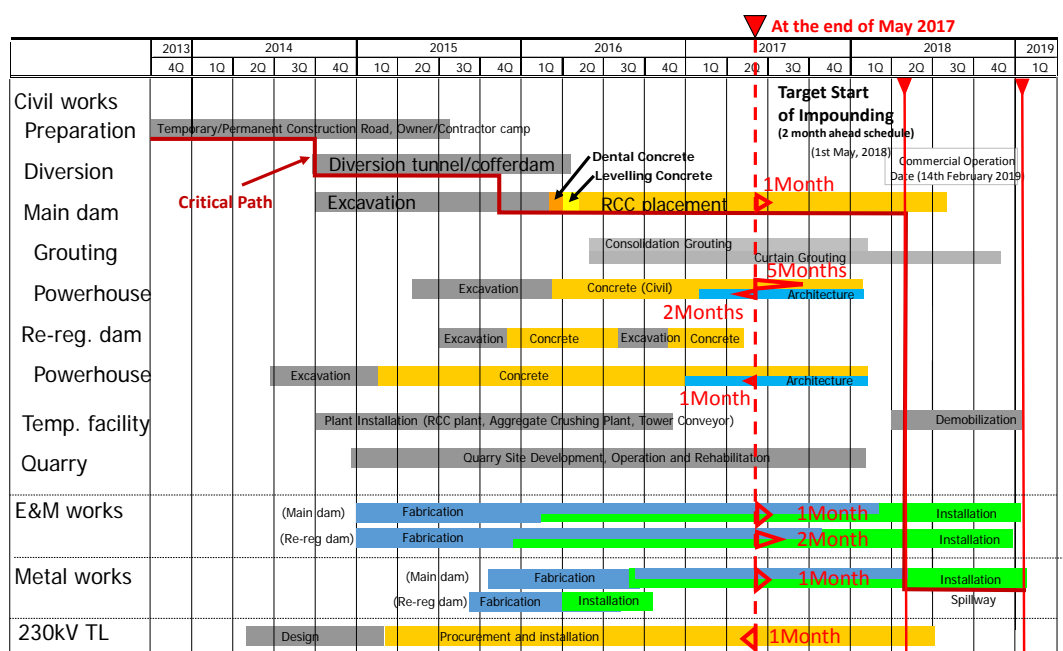 At the end of May 2017
2013 2014 2015 2016 2017 2018 2019
4Q 1Q 2Q 3Q 4Q 1Q 2Q 3Q 4Q 1Q 2Q 3Q 4Q 1Q 2Q 3Q 4Q 1Q 2Q 3Q 4Q 1Q
Target Start
of Impounding
(2 month ahead schedule)
(1st May, 2018)
Commercial Operation
Date (14th February 2019)
Civil works
Preparation
Temporary/Permanent Construction Road, Owner/Contractor camp
Diversion
Diversion tunnel/cofferdam
Dental Concrete
Levelling Concrete
Critical Path
Main dam
Excavation
RCC placement
1Month
Grouting
Consolidation Grouting
Curtain Grouting
5Months
Powerhouse
Excavation
Concrete (Civil)
Architecture
2Months
Re-reg. dam
Excavation
Concrete
Excavation
Concrete
Powerhouse
Excavation
Concrete
Architecture
1Month
Temp. facility
Plant Installation (RCC plant, Aggregate Crushing Plant, Tower Conveyor)
Demobilization
Quarry
Quarry Site Development, Operation and Rehabilitation
E&M works
(Main dam)
Fabrication
1Month
Installation
(Re-reg dam)
Fabrication
2Month
Installation
Metal works
(Main dam)
Fabrication
1Month
Installation
(Re-reg dam)
Fabrication
Installation
Spillway
230kV TL
Design
Procurement and installation
1Month